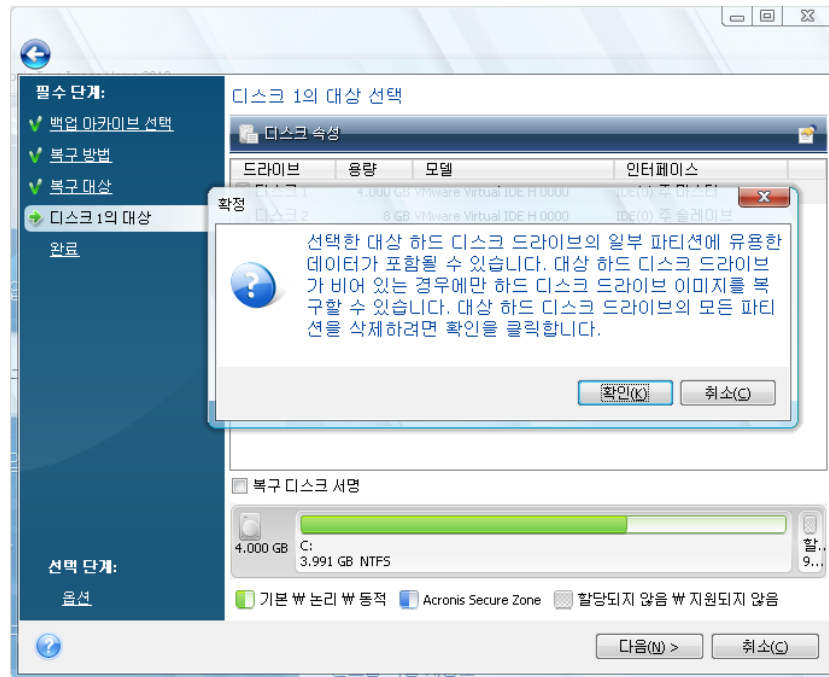 필수 단계:
백업 아카이브 선택
복구 방법
복구 대상
디스크 1의 대상
완료
선택 단계:
옵션
디스크 1의 대상 선택
디스크 속성
드라이브 용량 모델 인터페이스
디스크 1 4.000 GB VMware Virtual IDE H 0000 IDE(0) 주 마스터
디스크 2 8 GB VMware Virtual IDE H 0000 IDE(0) 주 슬레이브
확정
선택한 대상 하드 디스크 드라이브의 일부 파티션에 유용한
데이터가 포함될 수 있습니다. 대상 하드 디스크 드라이브
가 비어 있는 경우에만 하드 디스크 드라이브 이미지를 복
구할 수 있습니다. 대상 하드 디스크 드라이브의 모든 파티
션을 삭제하려면 확인을 클릭합니다.
확인(K) 취소(C)
복구 디스크 서명
4.000 GB C:
3.991 GB NTFS
할..
9...
기본 ₩ 논리 ₩ 동적 Acronis Secure Zone 할당되지 않음 ₩ 지원되지 않음
다음(N) > 취소(C)